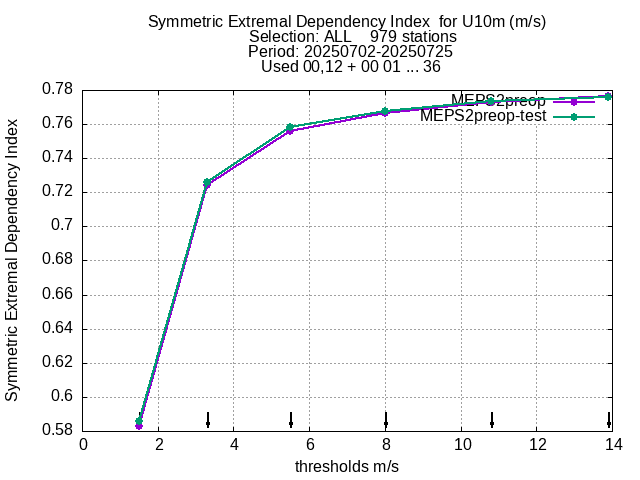 Symmetric Extremal Dependency Index  for U10m (m/s)
Selection: ALL    979 stations
Period: 20250702-20250725
Used 00,12 + 00 01 ... 36
MEPS2preop
MEPS2preop-test
Symmetric Extremal Dependency Index
0.78
0.76
0.74
0.72
0.7
0.68
0.66
0.64
0.62
0.6
0.58
0 2 4 6 8 10 12 14
thresholds m/s